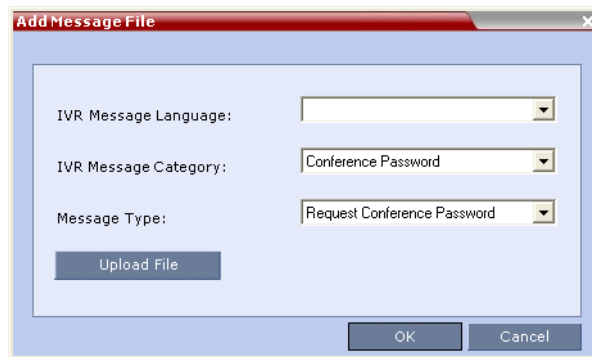 Add Message File
IVR Message Language:
IVR Message Category: Conference Password
Message Type: Request Conference Password
Upload File
OK Cancel